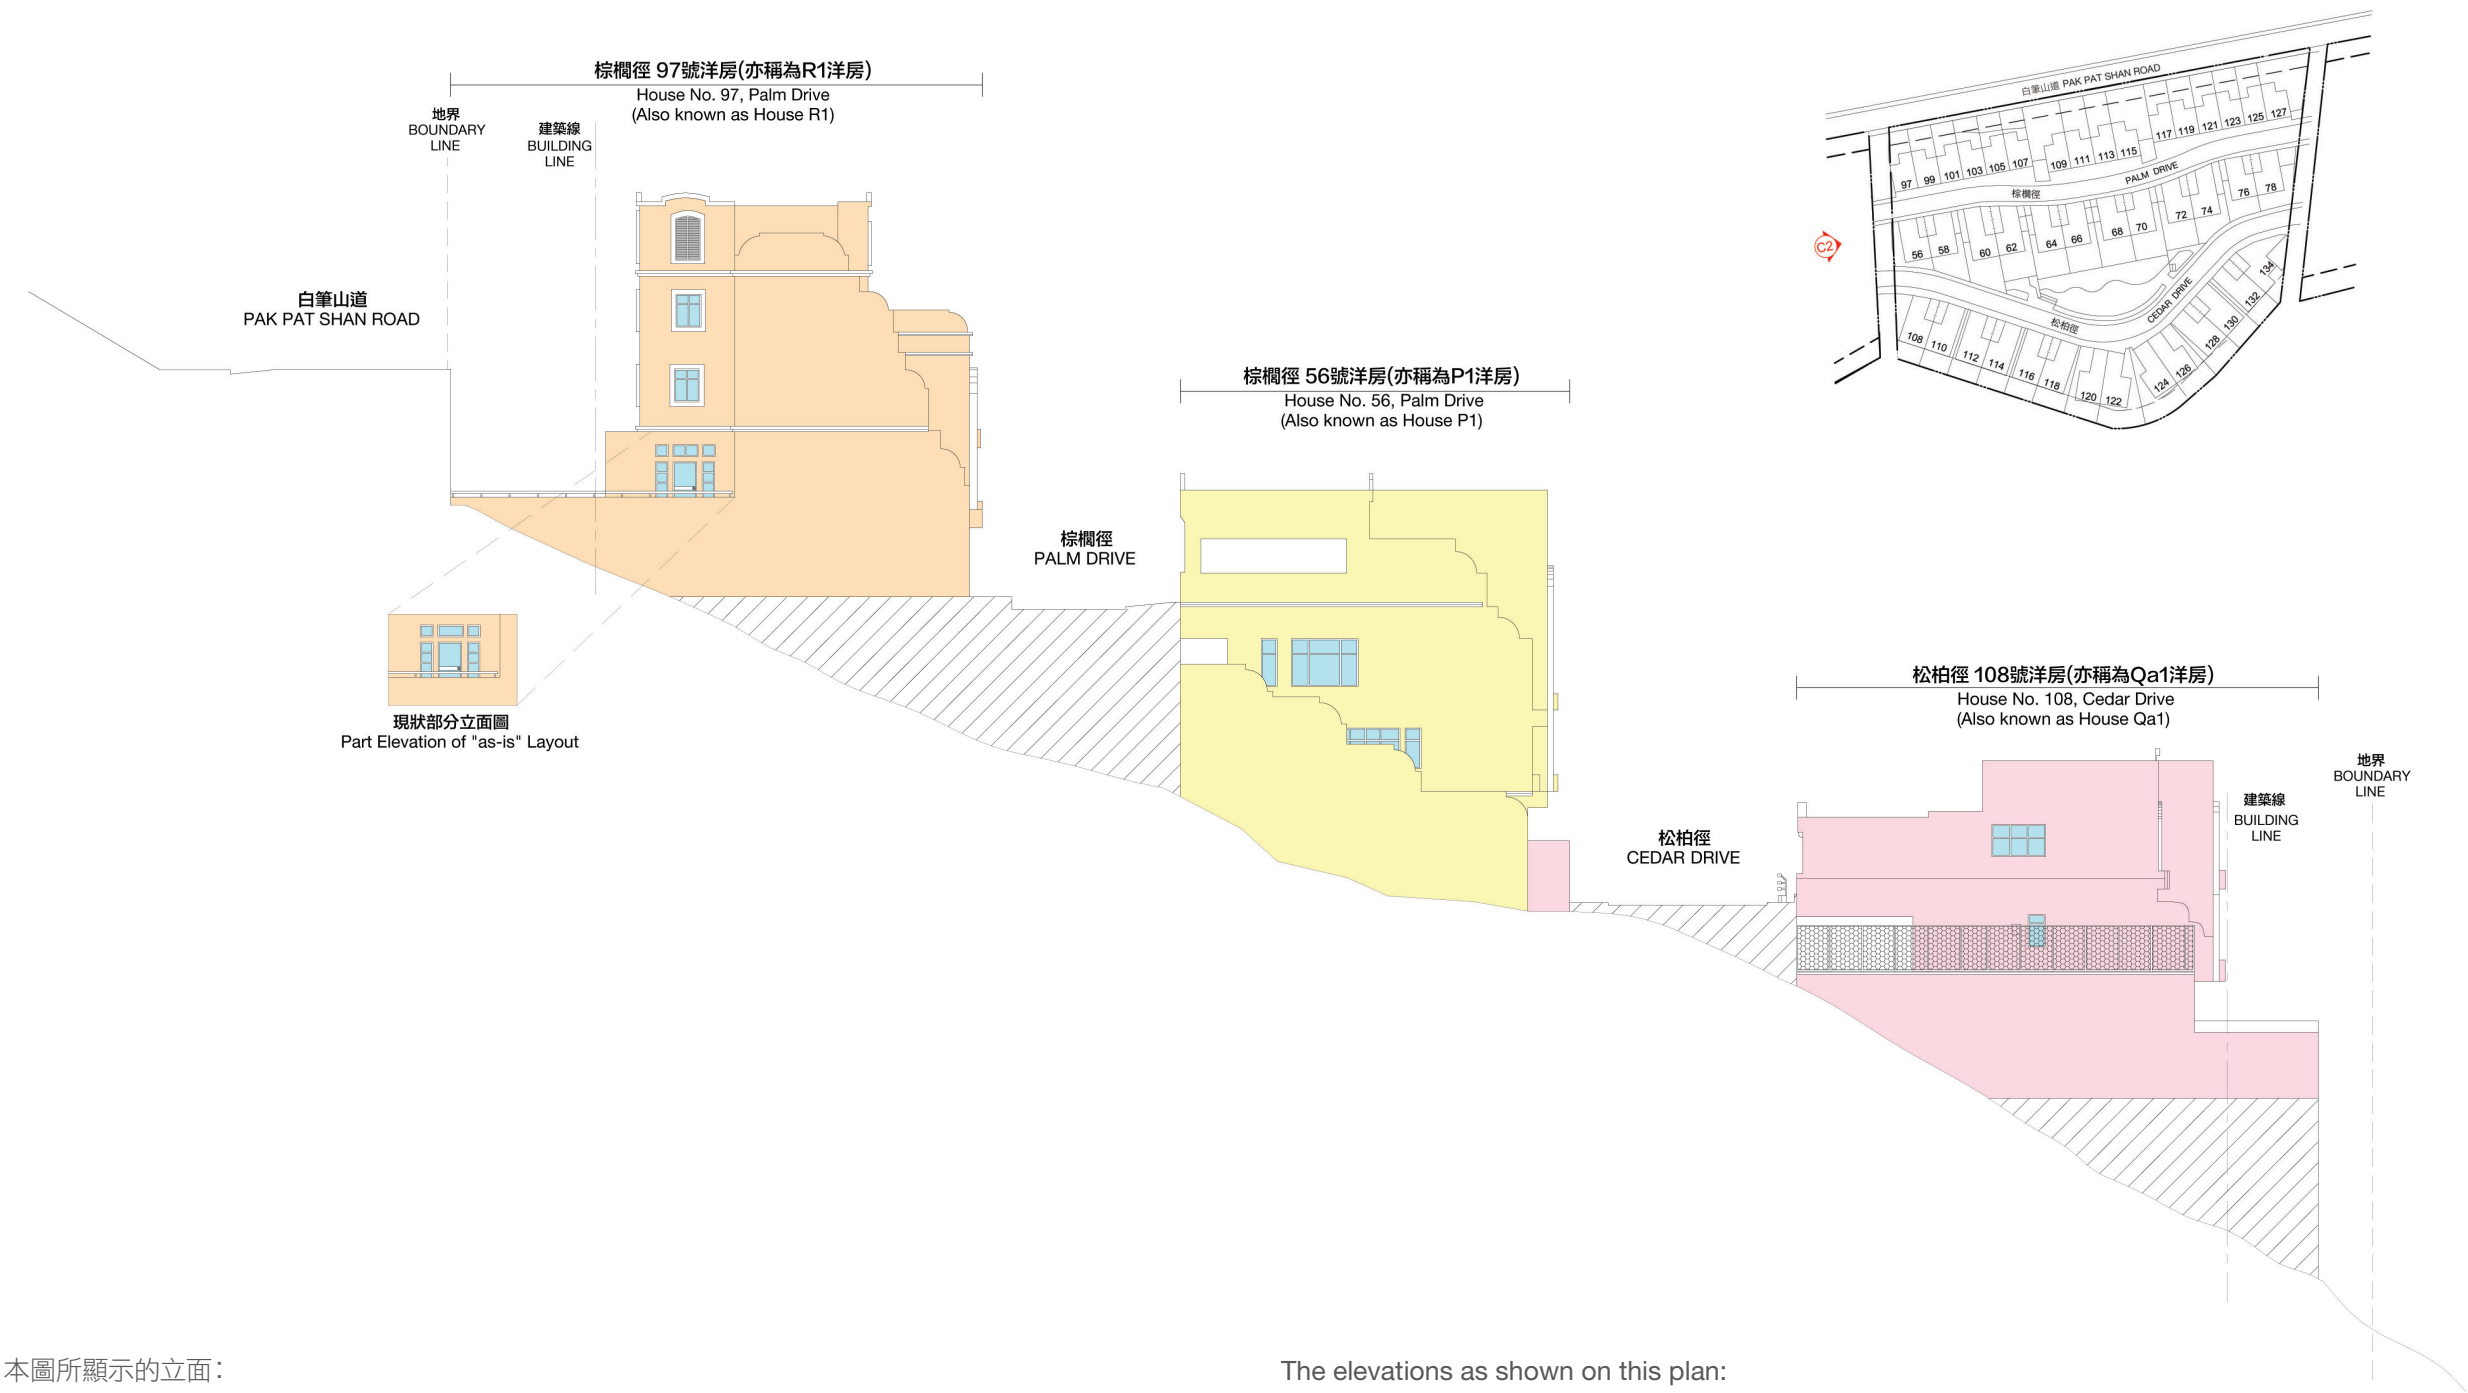 棕櫚徑 97號洋房(亦稱為R1洋房)
House No. 97, Palm Drive
(Also known as House R1)
地界
BOUNDARY
LINE
建築線
BUILDING
LINE
白筆山道
PAK PAT SHAN ROAD
現狀部分立面圖
Part Elevation of "as-is" Layout
棕櫚徑
PALM DRIVE
棕櫚徑 56號洋房(亦稱為P1洋房)
House No. 56, Palm Drive
(Also known as House P1)
松柏徑
CEDAR DRIVE
松柏徑 108號洋房(亦稱為Qa1洋房)
House No. 108, Cedar Drive
(Also known as House Qa1)
地界
BOUNDARY
LINE
建築線
BUILDING
LINE
白筆山道 PAK PAT SHAN ROAD
97 99 101 103 105 107 109 111 113 115 117 119 121 123 125 127
棕櫚徑 PALM DRIVE
C2
56 58 60 62 64 66 68 70 72 74 76 78
松柏徑 CEDAR DRIVE
108 110 112 114 116 118 120 122 124 126 128 130 132 134
本圖所顯示的立面：
The elevations as shown on this plan: